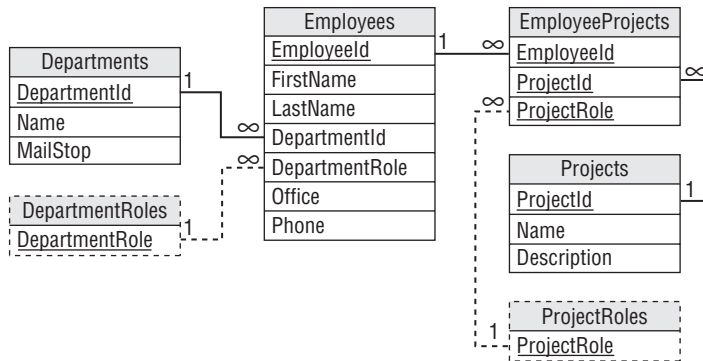 Departments
DepartmentId
Name
MailStop
1
DepartmentRoles
DepartmentRole
1
Employees
EmployeeId
FirstName
LastName
DepartmentId
DepartmentRole
Office
Phone
1
∞
∞
EmployeeProjects
EmployeeId
ProjectId
ProjectRole
∞
∞
∞
Projects
ProjectId
Name
Description
1
ProjectRoles
ProjectRole
1